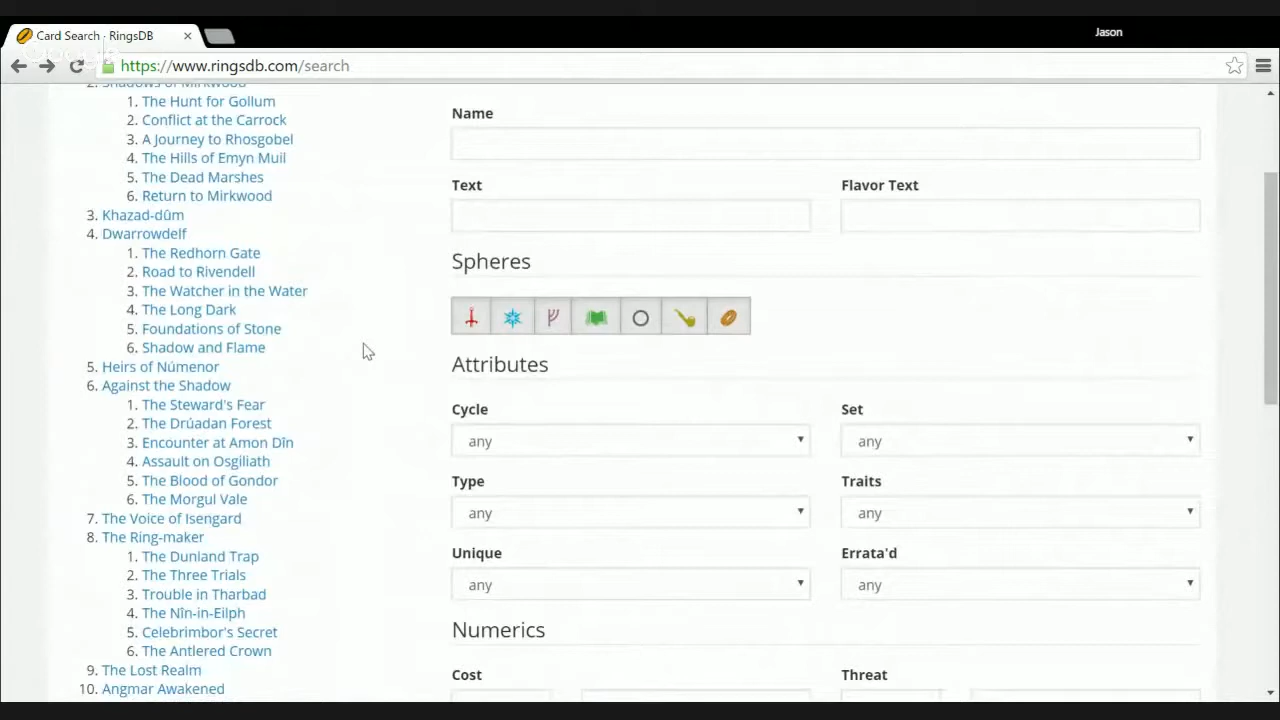 Card Search · RingsDB
Jason
https://www.ringsdb.com/search
2. Shadows of Mirkwood
1. The Hunt for Gollum
2. Conflict at the Carrock
3. A Journey to Rhosgobel
4. The Hills of Emyn Muil
5. The Dead Marshes
6. Return to Mirkwood
3. Khazad-dûm
4. Dwarrowdelf
1. The Redhorn Gate
2. Road to Rivendell
3. The Watcher in the Water
4. The Long Dark
5. Foundations of Stone
6. Shadow and Flame
5. Heirs of Númenor
6. Against the Shadow
1. The Steward's Fear
2. The Drúadan Forest
3. Encounter at Amon Dîn
4. Assault on Osgiliath
5. The Blood of Gondor
6. The Morgul Vale
7. The Voice of Isengard
8. The Ring-maker
1. The Dunland Trap
2. The Three Trials
3. Trouble in Tharbad
4. The Nîn-in-Eilph
5. Celebrimbor's Secret
6. The Antlered Crown
9. The Lost Realm
10. Angmar Awakened
Name
Text Flavor Text
Spheres
Attributes
Cycle Set
any any
Type Traits
any any
Unique Errata'd
any any
Numerics
Cost Threat